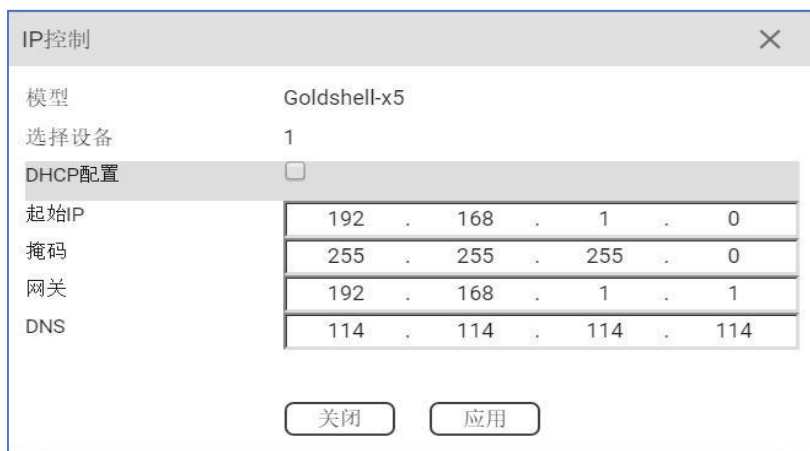 IP控制
模型 Goldshell-x5
选择设备 1
DHCP配置
起始IP 192 . 168 . 1 . 0
掩码 255 . 255 . 255 . 0
网关 192 . 168 . 1 . 1
DNS 114 . 114 . 114 . 114
关闭 应用